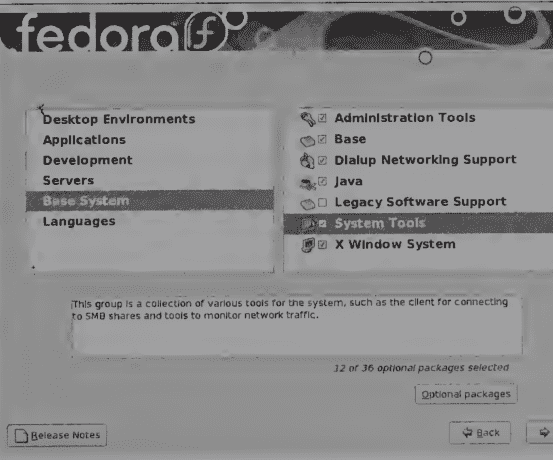 fedora f
Desktop Environments
Applications
Development
Servers
Base System
Languages
Administration Tools
Base
Dialup Networking Support
Java
Legacy Software Support
System Tools
X Window System
This group is a collection of various tools for the system, such as the client for connecting
to SMB shares and tools to monitor network traffic.
12 of 36 optional packages selected
Optional packages
Release Notes
Back